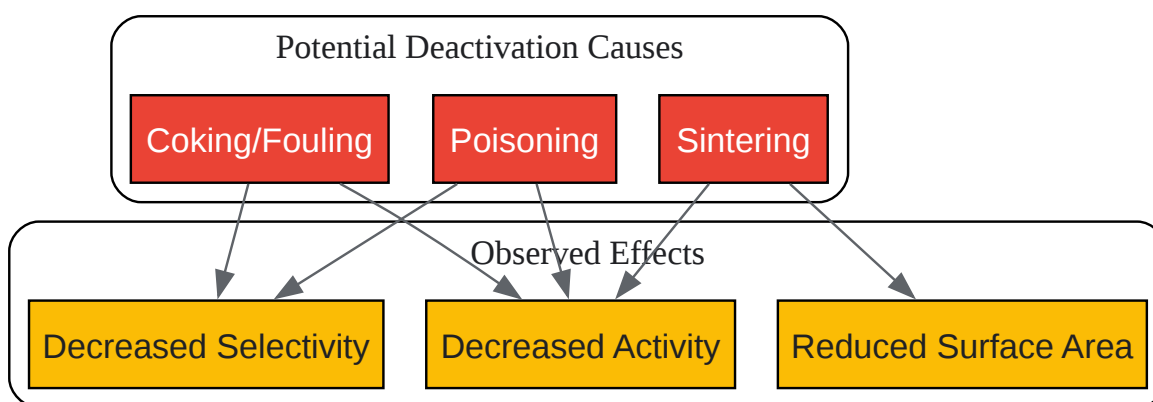 Potential Deactivation Causes
Coking/Fouling
Poisoning
Sintering
Observed Effects
Decreased Selectivity
Decreased Activity
Reduced Surface Area